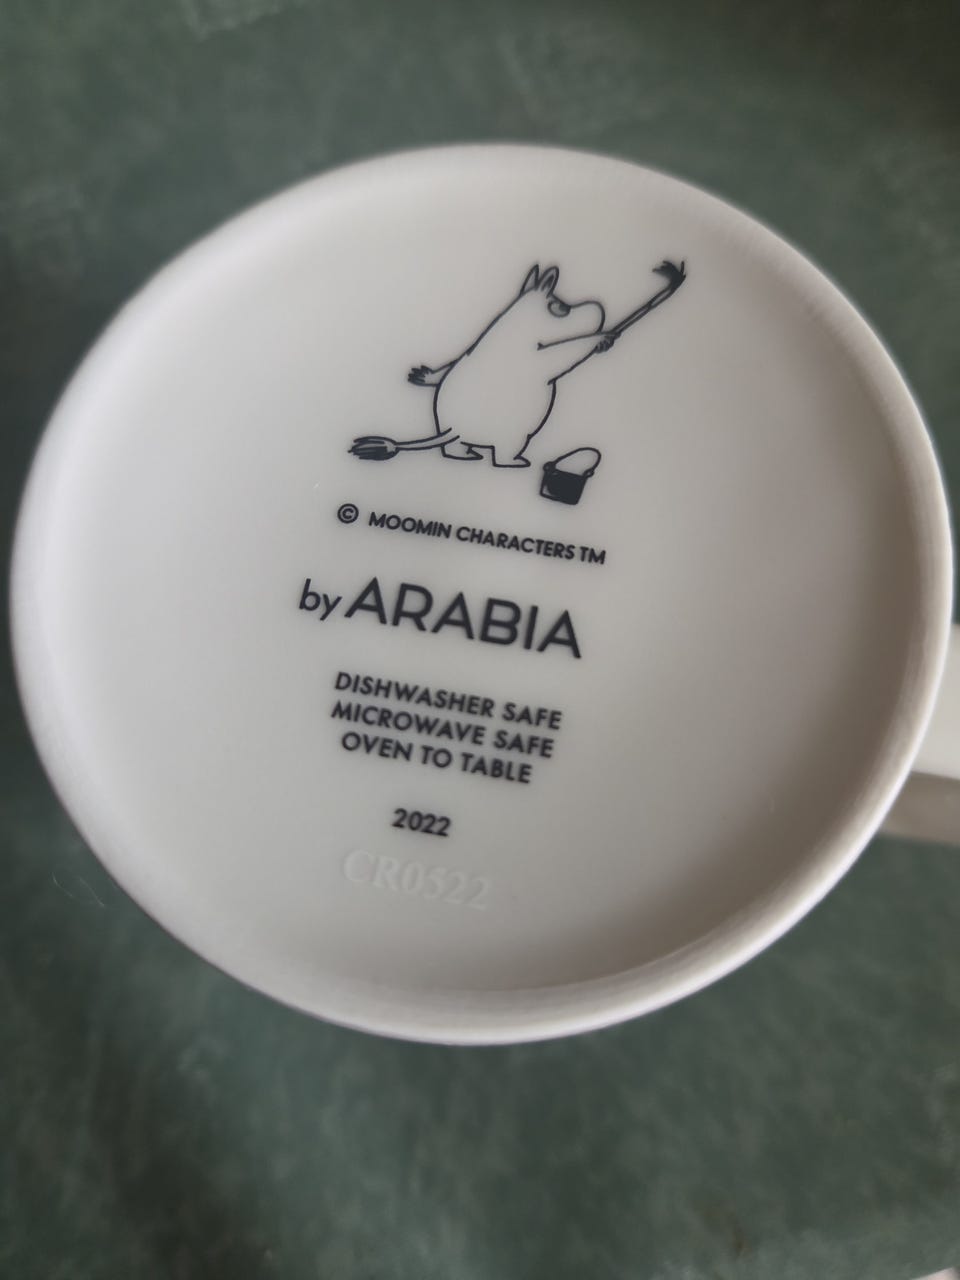 © MOOMIN CHARACTERS TM
by ARABIA
DISHWASHER SAFE
MICROWAVE SAFE
OVEN TO TABLE
2022
CR0522